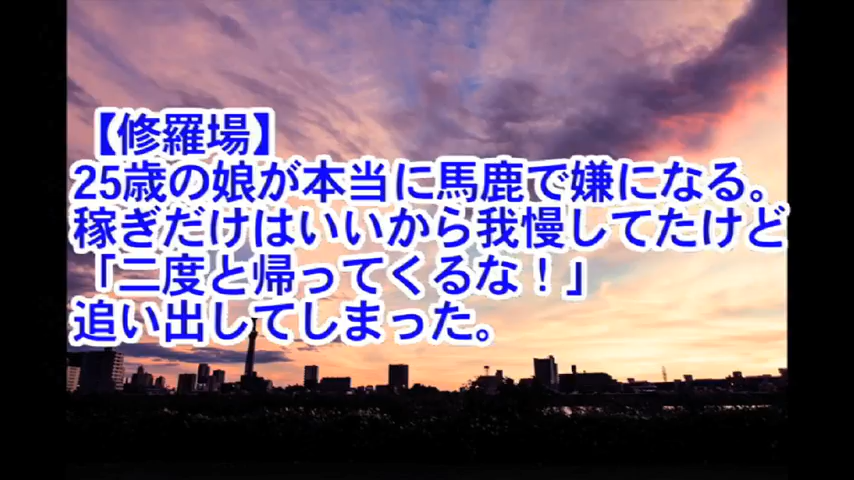 【修羅場】
25歳の娘が本当に馬鹿で嫌になる。
稼ぎだけはいいから我慢してたけど
「二度と帰ってくるな！」
追い出してしまった。